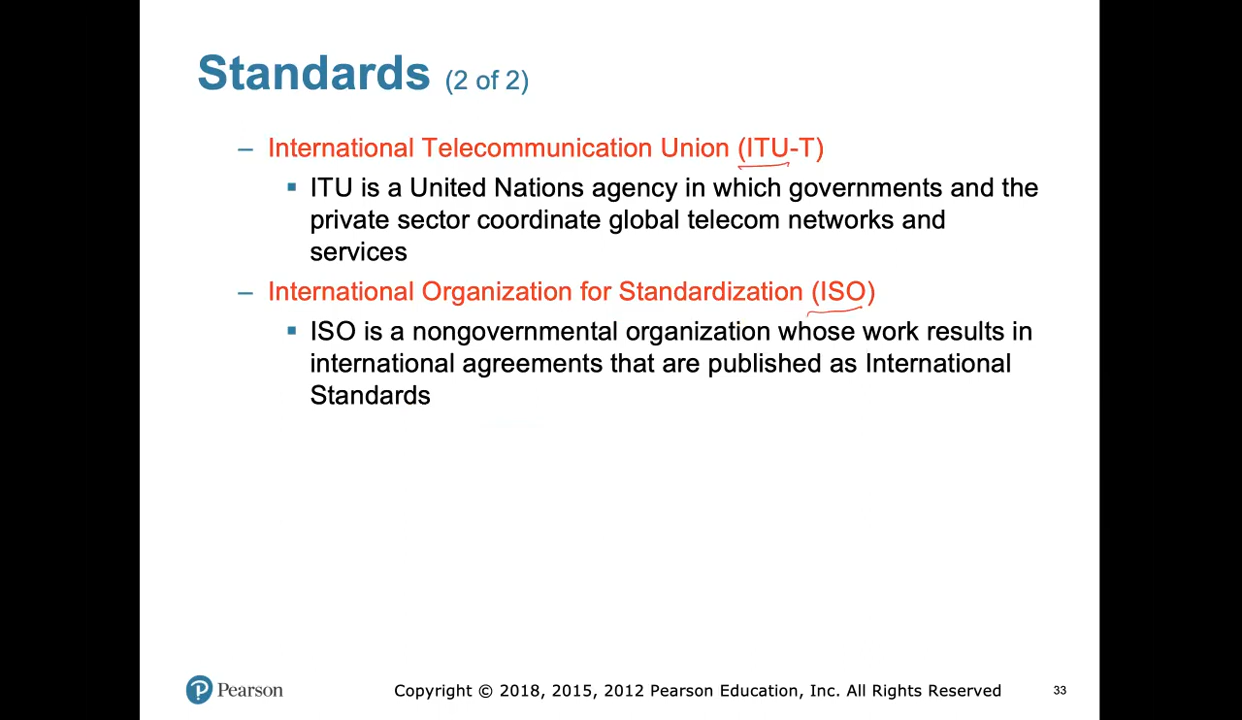 Standards (2 of 2)
– International Telecommunication Union (ITU-T)
▪ ITU is a United Nations agency in which governments and the
private sector coordinate global telecom networks and
services
– International Organization for Standardization (ISO)
▪ ISO is a nongovernmental organization whose work results in
international agreements that are published as International
Standards
Pearson
Copyright © 2018, 2015, 2012 Pearson Education, Inc. All Rights Reserved
33